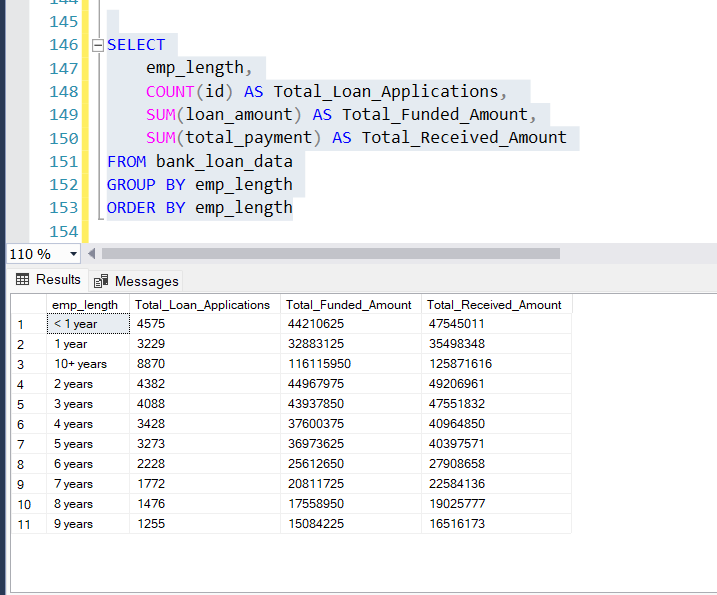 144
145
146 SELECT
147 emp_length,
148 COUNT(id) AS Total_Loan_Applications,
149 SUM(loan_amount) AS Total_Funded_Amount,
150 SUM(total_payment) AS Total_Received_Amount
151 FROM bank_loan_data
152 GROUP BY emp_length
153 ORDER BY emp_length
154
110 %
Results Messages
emp_length Total_Loan_Applications Total_Funded_Amount Total_Received_Amount
1 < 1 year 4575 44210625 47545011
2 1 year 3229 32883125 35498348
3 10+ years 8870 116115950 125871616
4 2 years 4382 44967975 49206961
5 3 years 4088 43937850 47551832
6 4 years 3428 37600375 40964850
7 5 years 3273 36973625 40397571
8 6 years 2228 25612650 27908658
9 7 years 1772 20811725 22584136
10 8 years 1476 17558950 19025777
11 9 years 1255 15084225 16516173